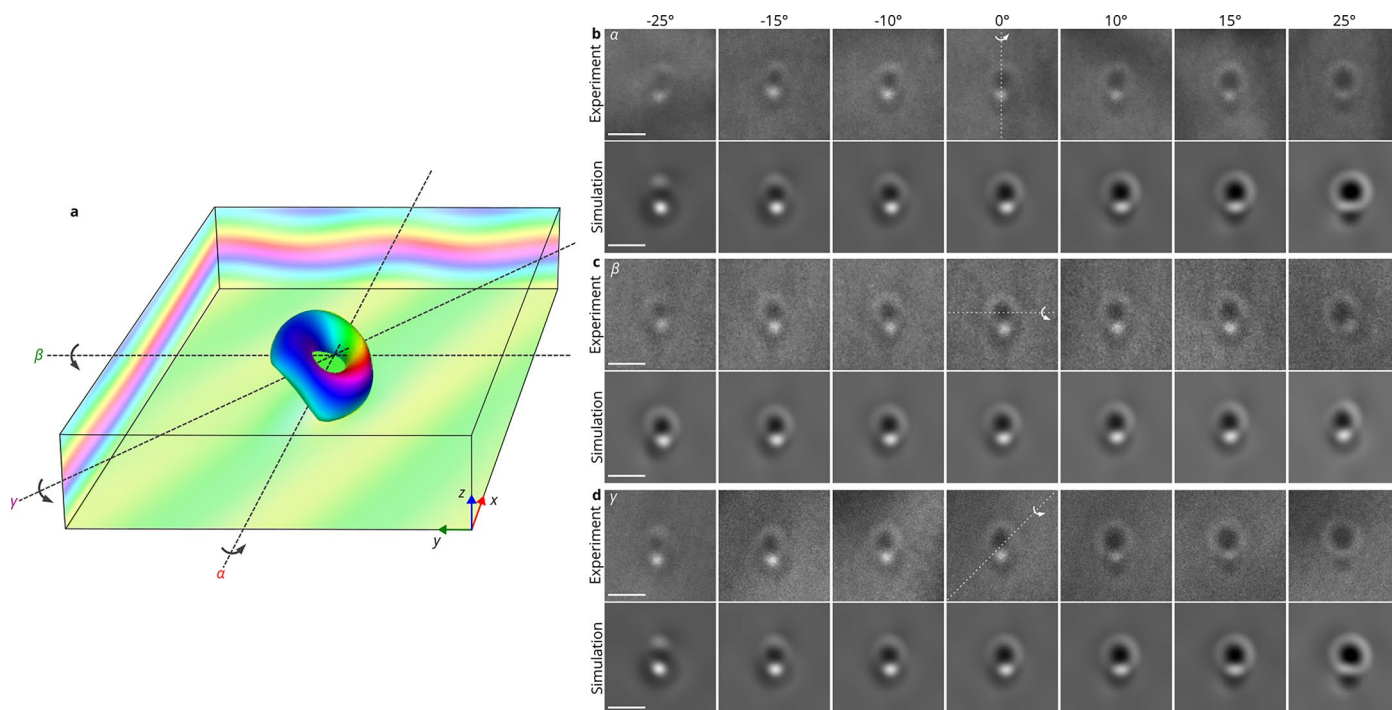 a
β
γ
α
z
x
y
-25°
-15°
-10°
0°
10°
15°
25°
b
α
Experiment
Simulation
c
β
Experiment
Simulation
d
γ
Experiment
Simulation